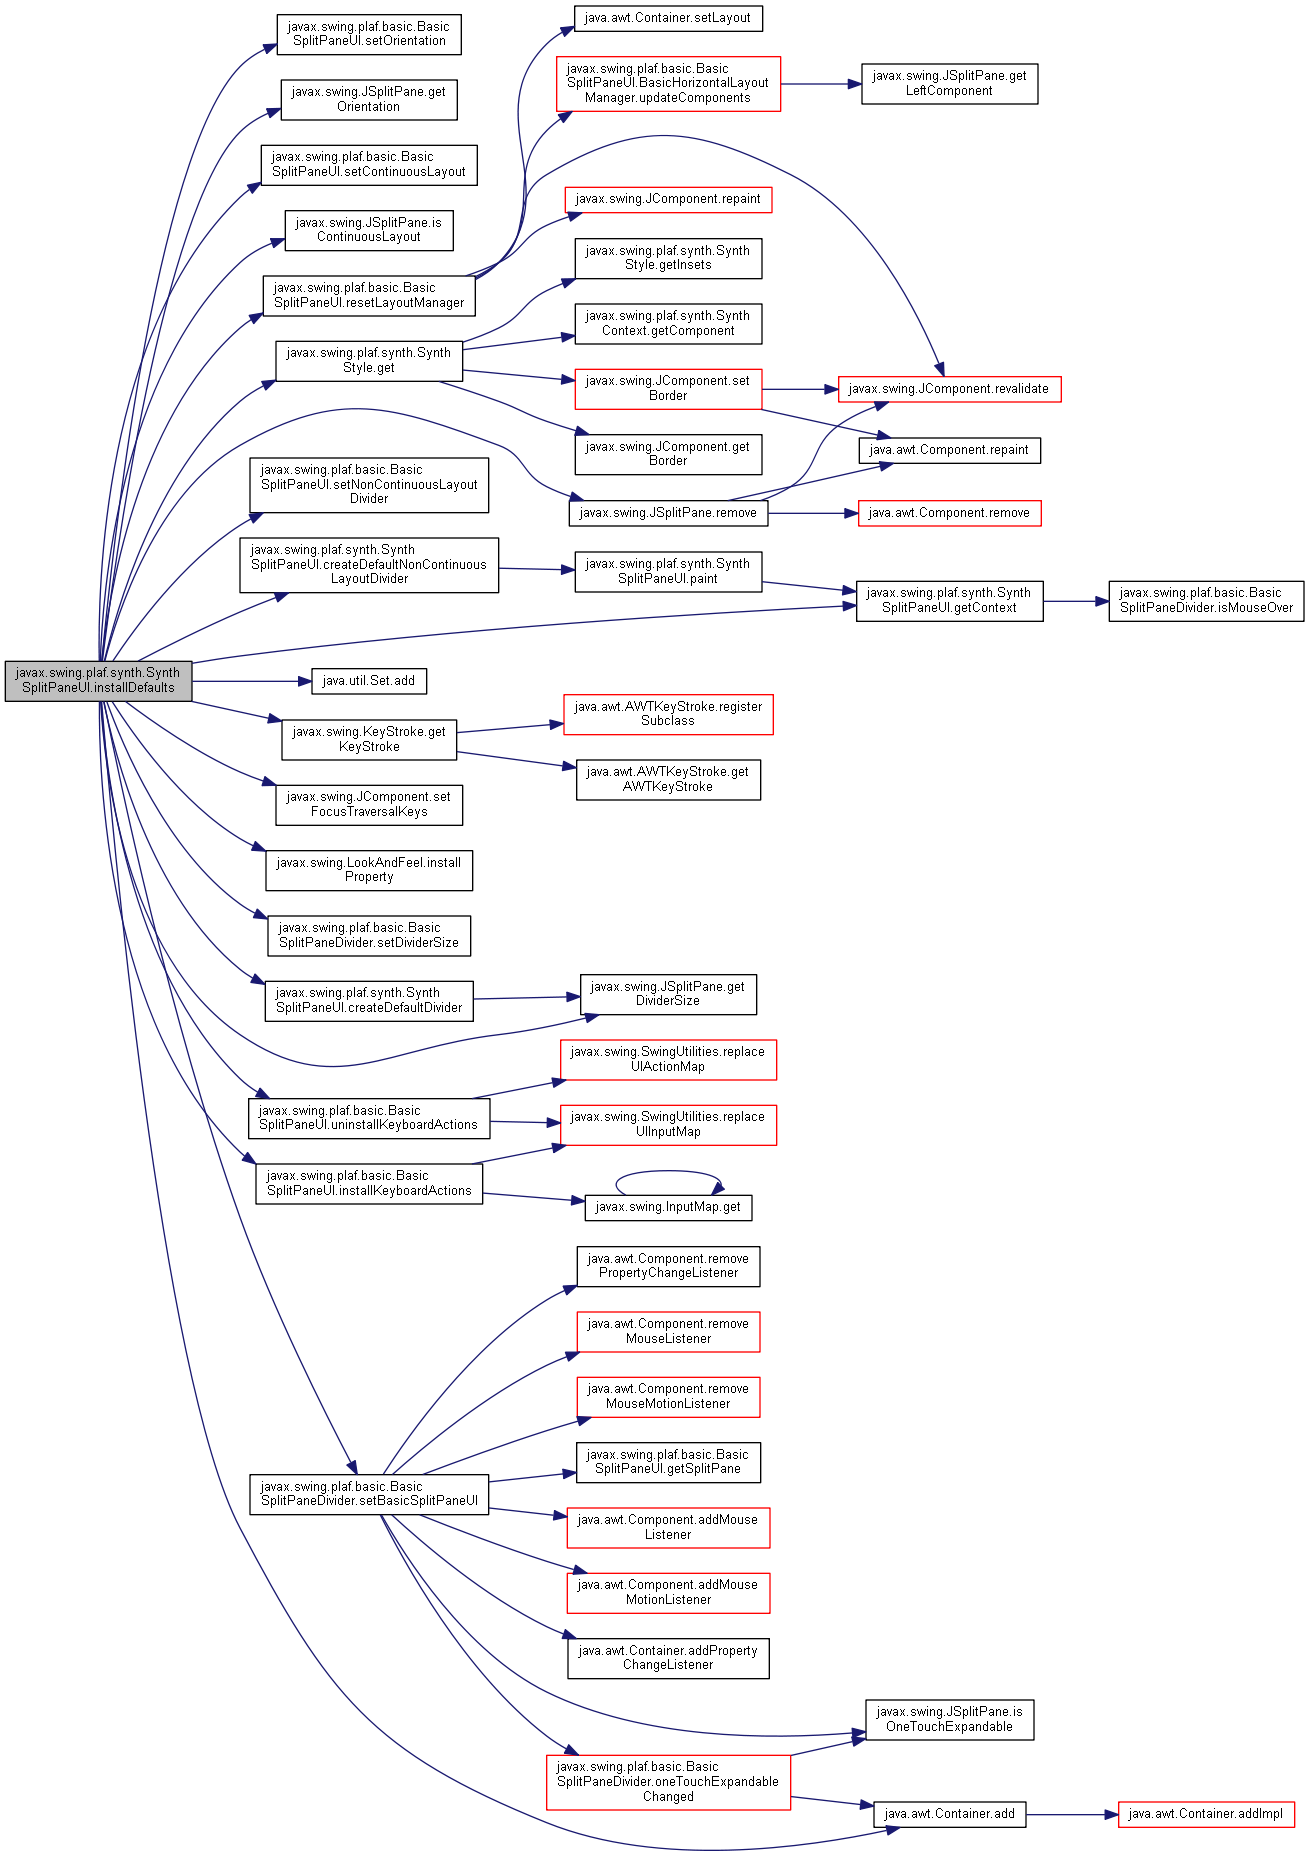 javax.swing.plaf.synth.Synth
SplitPaneUI.installDefaults
javax.swing.plaf.basic.Basic
SplitPaneUI.setOrientation
javax.swing.JSplitPane.get
Orientation
javax.swing.plaf.basic.Basic
SplitPaneUI.setContinuousLayout
javax.swing.JSplitPane.is
ContinuousLayout
javax.swing.plaf.basic.Basic
SplitPaneUI.resetLayoutManager
javax.swing.plaf.synth.Synth
Style.get
javax.swing.plaf.basic.Basic
SplitPaneUI.setNonContinuousLayout
Divider
javax.swing.plaf.synth.Synth
SplitPaneUI.createDefaultNonContinuous
LayoutDivider
java.util.Set.add
javax.swing.KeyStroke.get
KeyStroke
javax.swing.JComponent.set
FocusTraversalKeys
javax.swing.LookAndFeel.install
Property
javax.swing.plaf.basic.Basic
SplitPaneDivider.setDividerSize
javax.swing.plaf.synth.Synth
SplitPaneUI.createDefaultDivider
javax.swing.plaf.basic.Basic
SplitPaneUI.uninstallKeyboardActions
javax.swing.plaf.basic.Basic
SplitPaneUI.installKeyboardActions
javax.swing.plaf.basic.Basic
SplitPaneDivider.setBasicSplitPaneUI
java.awt.Container.setLayout
javax.swing.plaf.basic.Basic
SplitPaneUI.BasicHorizontalLayout
Manager.updateComponents
javax.swing.JComponent.repaint
javax.swing.plaf.synth.Synth
Style.getInsets
javax.swing.plaf.synth.Synth
Context.getComponent
javax.swing.JComponent.set
Border
javax.swing.JComponent.get
Border
javax.swing.JSplitPane.remove
javax.swing.plaf.synth.Synth
SplitPaneUI.paint
java.awt.AWTKeyStroke.register
Subclass
java.awt.AWTKeyStroke.get
AWTKeyStroke
javax.swing.JSplitPane.get
DividerSize
javax.swing.SwingUtilities.replace
UIActionMap
javax.swing.SwingUtilities.replace
UIInputMap
javax.swing.InputMap.get
java.awt.Component.remove
PropertyChangeListener
java.awt.Component.remove
MouseListener
java.awt.Component.remove
MouseMotionListener
javax.swing.plaf.basic.Basic
SplitPaneUI.getSplitPane
java.awt.Component.addMouse
Listener
java.awt.Component.addMouse
MotionListener
java.awt.Container.addProperty
ChangeListener
javax.swing.plaf.basic.Basic
SplitPaneDivider.oneTouchExpandable
Changed
javax.swing.JSplitPane.get
LeftComponent
javax.swing.JComponent.revalidate
java.awt.Component.repaint
java.awt.Component.remove
javax.swing.plaf.synth.Synth
SplitPaneUI.getContext
javax.swing.JSplitPane.is
OneTouchExpandable
java.awt.Container.add
javax.swing.plaf.basic.Basic
SplitPaneDivider.isMouseOver
java.awt.Container.addImpl